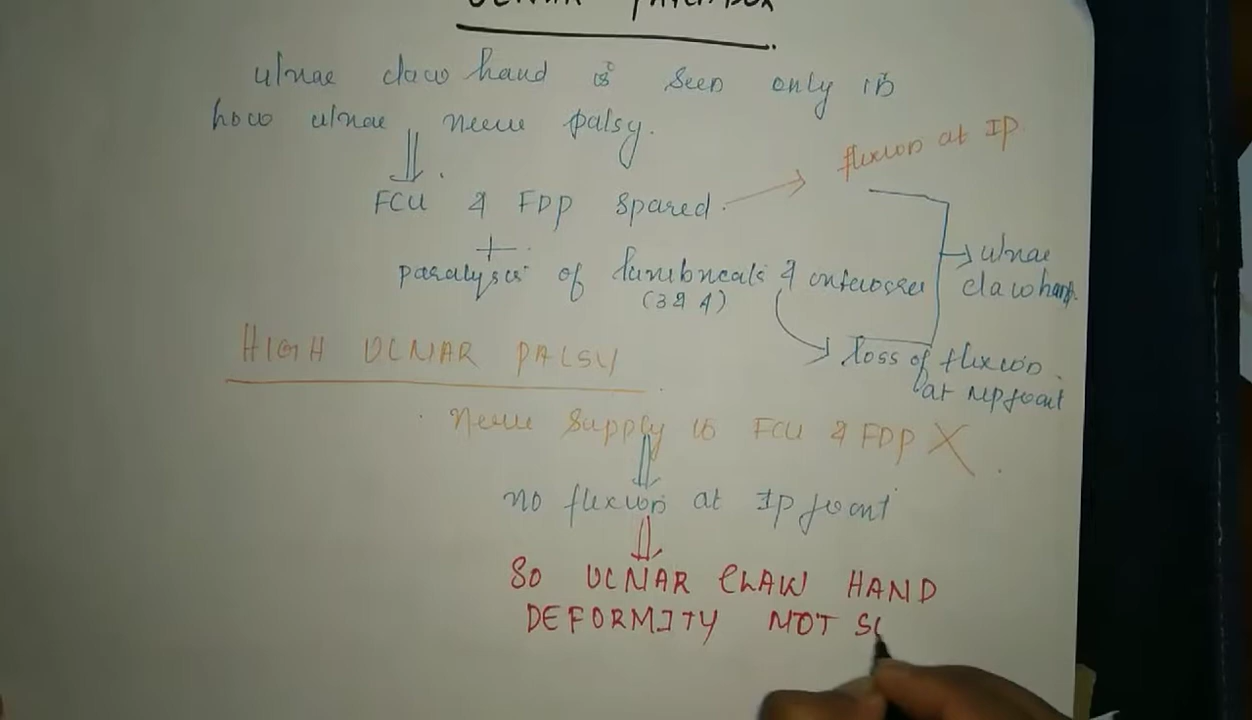 ULNAR PARADOX
ulnar claw hand is seen only in
low ulnar nerve palsy.
FCU & FDP spared
flexion at IP
+
paralysis of lumbricals & interossei
(3 & 4)
ulnar
claw hand
loss of flexion
at mp joint
HIGH ULNAR PALSY
Nerve Supply to FCU & FDP X
no flexion at IP joint
SO ULNAR CLAW HAND
DEFORMITY NOT S